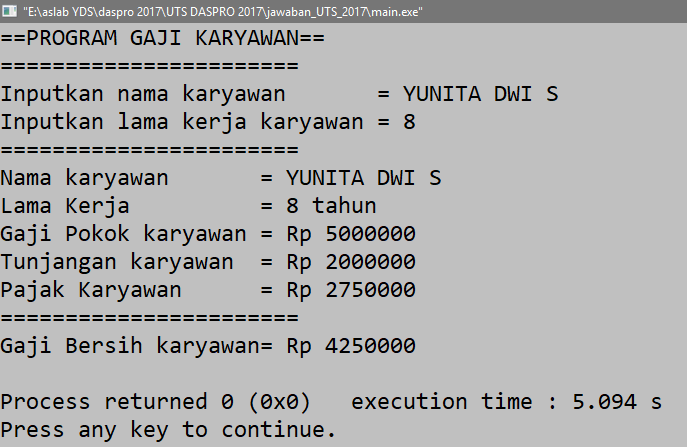 "E:\aslab YDS\daspro 2017\UTS DASPRO 2017\jawaban_UTS_2017\main.exe"
==PROGRAM GAJI KARYAWAN==
=======================
Inputkan nama karyawan       = YUNITA DWI S
Inputkan lama kerja karyawan = 8
=======================
Nama karyawan       = YUNITA DWI S
Lama Kerja          = 8 tahun
Gaji Pokok karyawan = Rp 5000000
Tunjangan karyawan  = Rp 2000000
Pajak Karyawan      = Rp 2750000
=======================
Gaji Bersih karyawan= Rp 4250000
Process returned 0 (0x0)   execution time : 5.094 s
Press any key to continue.